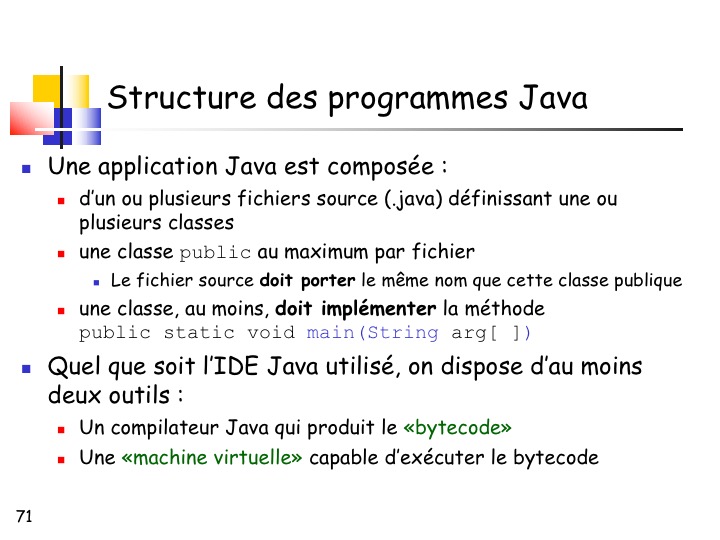 Structure des programmes Java
Une application Java est composée :
d’un ou plusieurs fichiers source (.java) définissant une ou
plusieurs classes
une classe public au maximum par fichier
Le fichier source doit porter le même nom que cette classe publique
une classe, au moins, doit implémenter la méthode
public static void main(String arg[ ])
Quel que soit l’IDE Java utilisé, on dispose d’au moins
deux outils :
Un compilateur Java qui produit le «bytecode»
Une «machine virtuelle» capable d’exécuter le bytecode
71